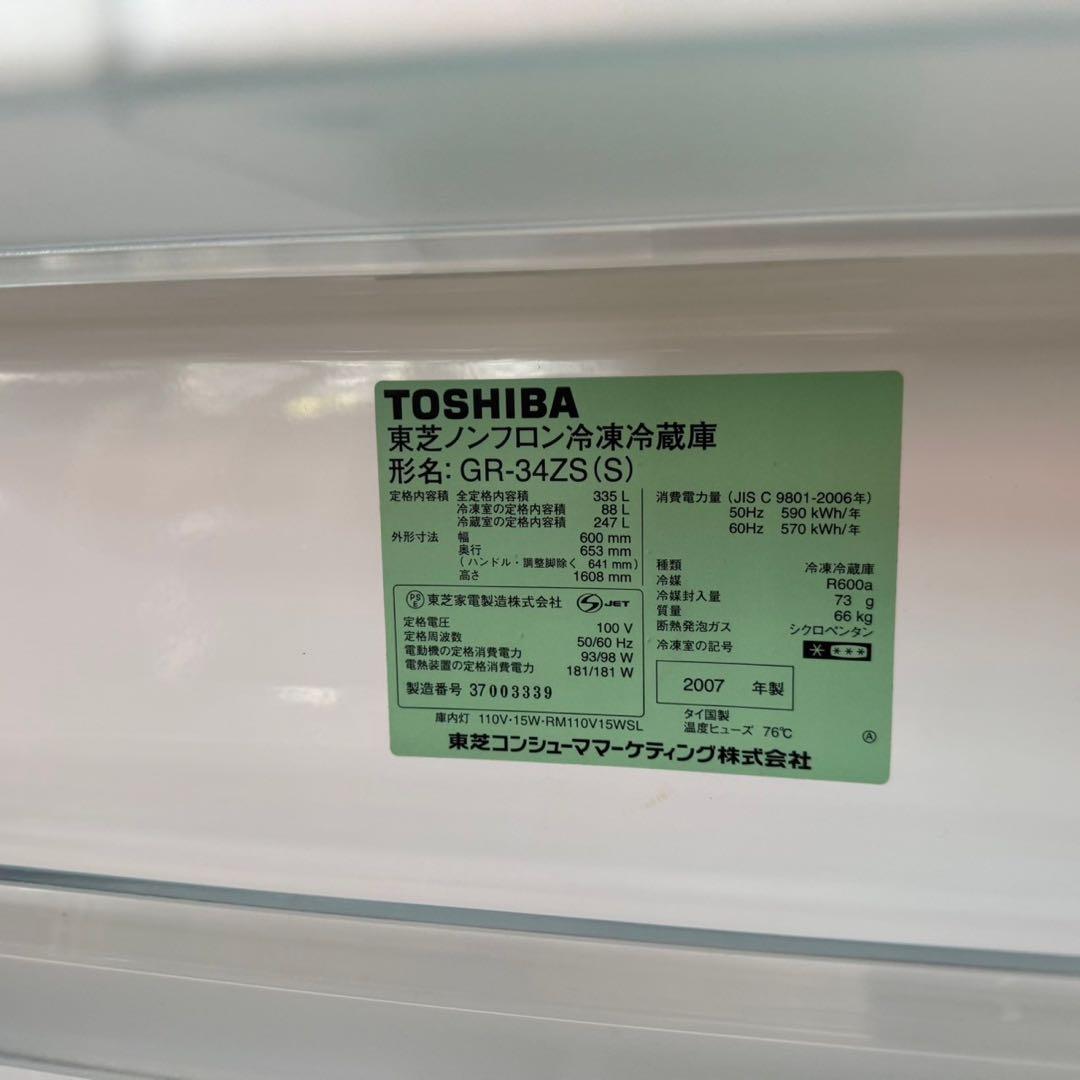 TOSHIBA
東芝ノンフロン冷凍冷蔵庫
形名: GR-34ZS(S)
定格内容積 全定格内容積 335 L
冷凍室の定格内容積 88 L
冷蔵室の定格内容積 247 L
外形寸法 幅 600 mm
奥行 653 mm
(ハンドル・調整脚除く 641 mm)
高さ 1608 mm
PSE 東芝家電製造株式会社 S JET
定格電圧 100 V
定格周波数 50/60 Hz
電動機の定格消費電力 93/98 W
電熱装置の定格消費電力 181/181 W
製造番号 37003339
庫内灯 110V・15W・RM110V15WSL
消費電力量 (JIS C 9801-2006年)
50Hz 590 kWh/年
60Hz 570 kWh/年
種類 冷凍冷蔵庫
冷媒 R600a
冷媒封入量 73 g
質量 66 kg
断熱発泡ガス シクロペンタン
冷凍室の記号 * ***
2007 年製
タイ国製
温度ヒューズ 76℃
Ⓐ
東芝コンシューママーケティング株式会社